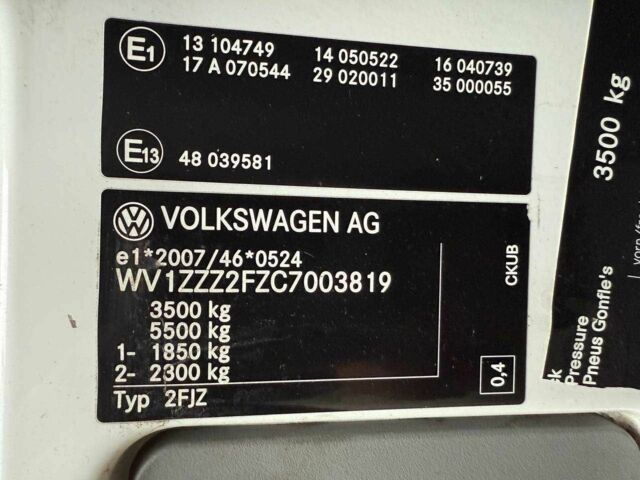 E1 13 104749 14 050522 16 040739
17 A 070544 29 020011 35 000055
E13 48 039581
VOLKSWAGEN AG
e1*2007/46*0524
WV1ZZZ2FZC7003819
3500 kg
5500 kg
1- 1850 kg
2- 2300 kg
Typ 2FJZ
CKUB
0,4
3500 kg
Pressure
Pneus Gonfle's